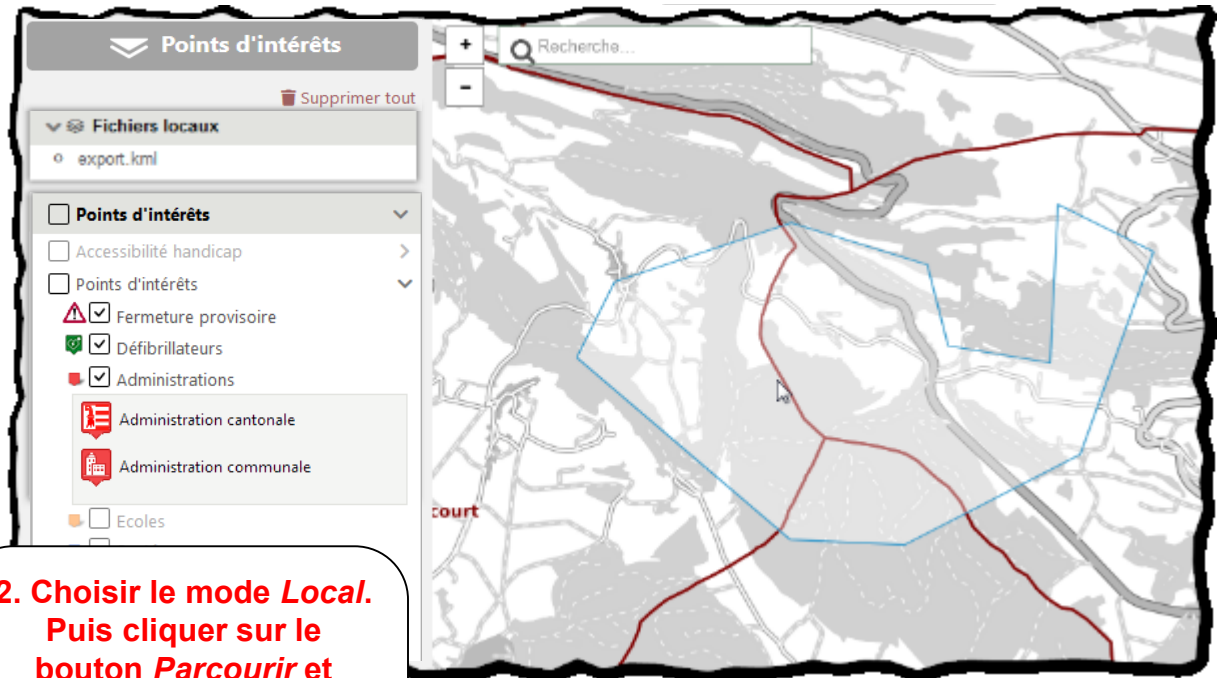 Points d'intérêts
Supprimer tout
Fichiers locaux
export.kml
Points d'intérêts
Accessibilité handicap
Points d'intérêts
Fermeture provisoire
Défibrillateurs
Administrations
Administration cantonale
Administration communale
Ecoles
2. Choisir le mode Local.
Puis cliquer sur le
bouton Parcourir et
+
Recherche...
-
court